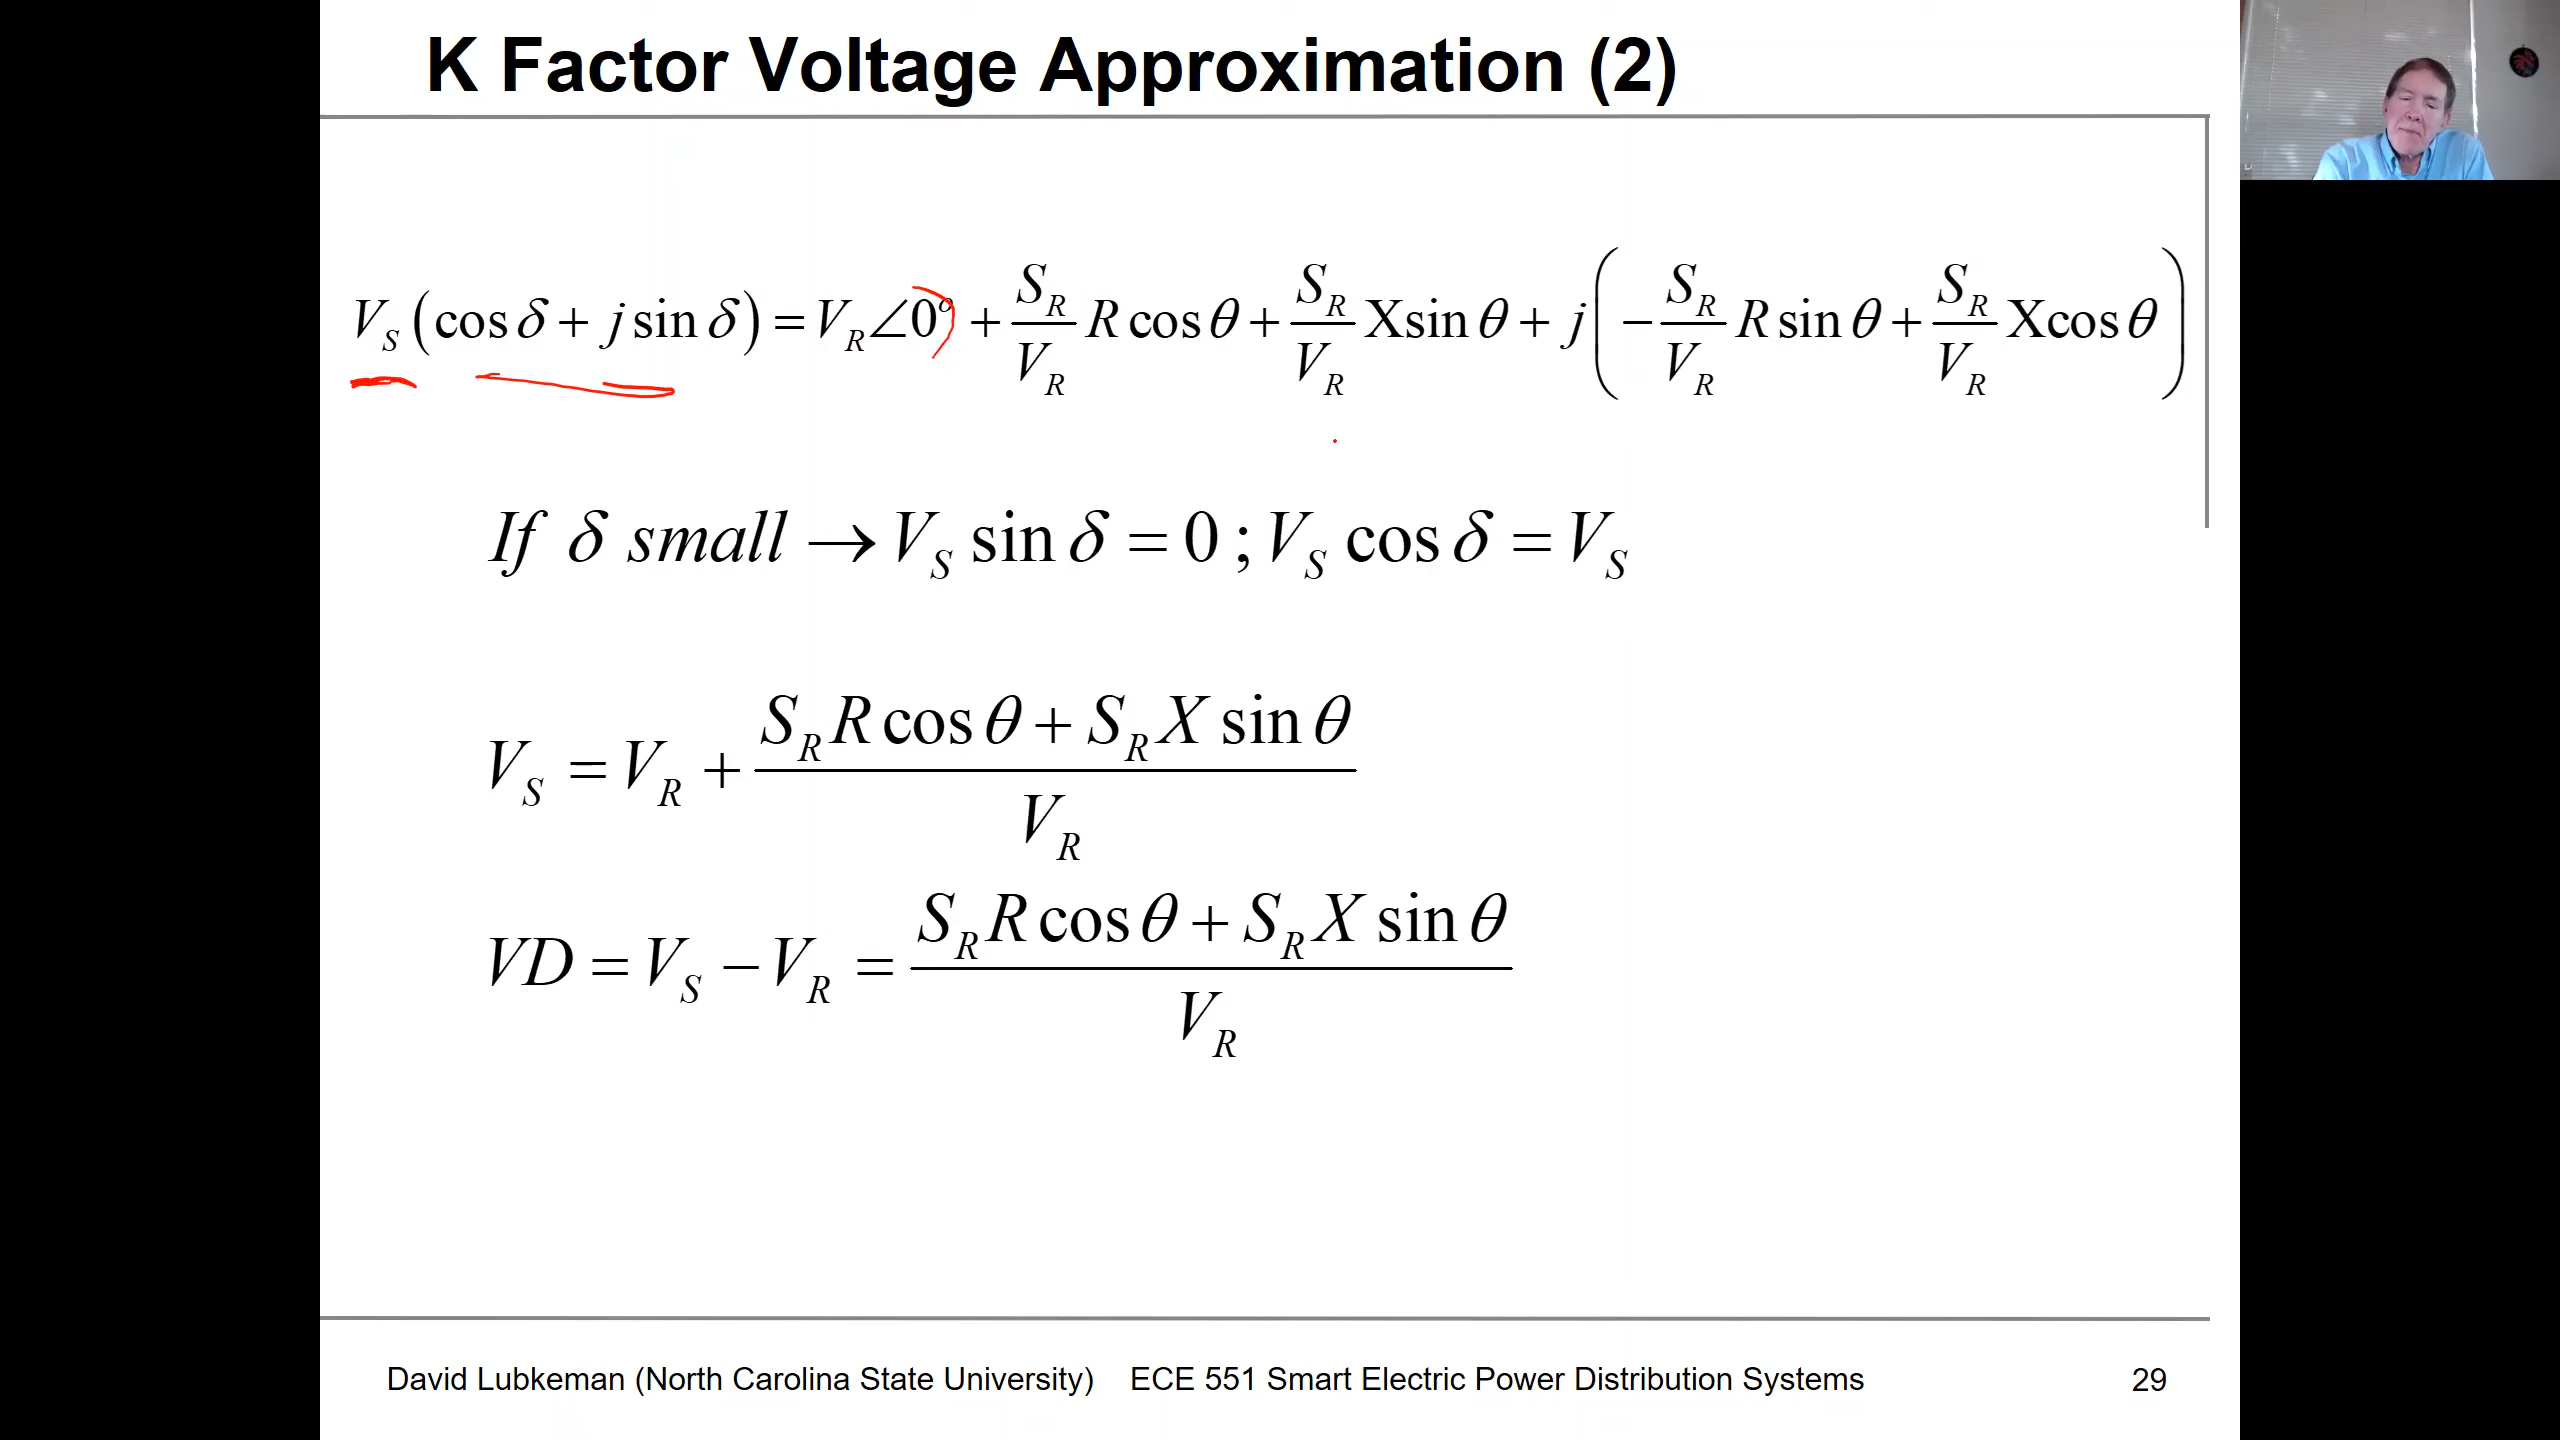 K Factor Voltage Approximation (2)
V_S (cos δ + j sin δ) = V_R∠0° + S_R/V_R R cos θ + S_R/V_R Xsin θ + j(− S_R/V_R R sin θ + S_R/V_R Xcos θ)
If δ small → V_S sin δ = 0 ; V_S cos δ = V_S
V_S = V_R + (S_R R cos θ + S_R X sin θ)/V_R
VD = V_S − V_R = (S_R R cos θ + S_R X sin θ)/V_R
David Lubkeman (North Carolina State University) ECE 551 Smart Electric Power Distribution Systems 29